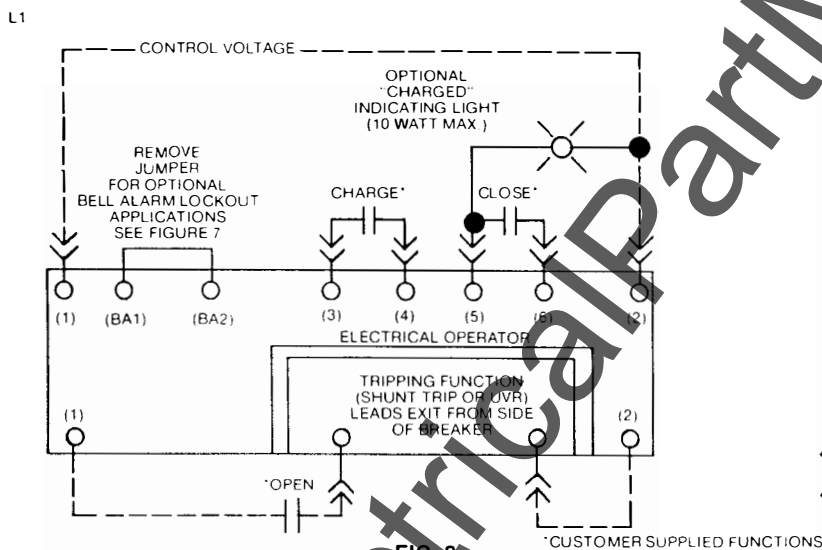 L1
CONTROL VOLTAGE
OPTIONAL
"CHARGED"
INDICATING LIGHT
(10 WATT MAX.)
REMOVE
JUMPER
FOR OPTIONAL
BELL ALARM LOCKOUT
APPLICATIONS
SEE FIGURE 7
CHARGE*
CLOSE*
(1) (BA1) (BA2) (3) (4) (5) (6) (2)
ELECTRICAL OPERATOR
TRIPPING FUNCTION
(SHUNT TRIP OR UVR)
LEADS EXIT FROM SIDE
OF BREAKER
(1) (2)
*OPEN
*CUSTOMER SUPPLIED FUNCTIONS